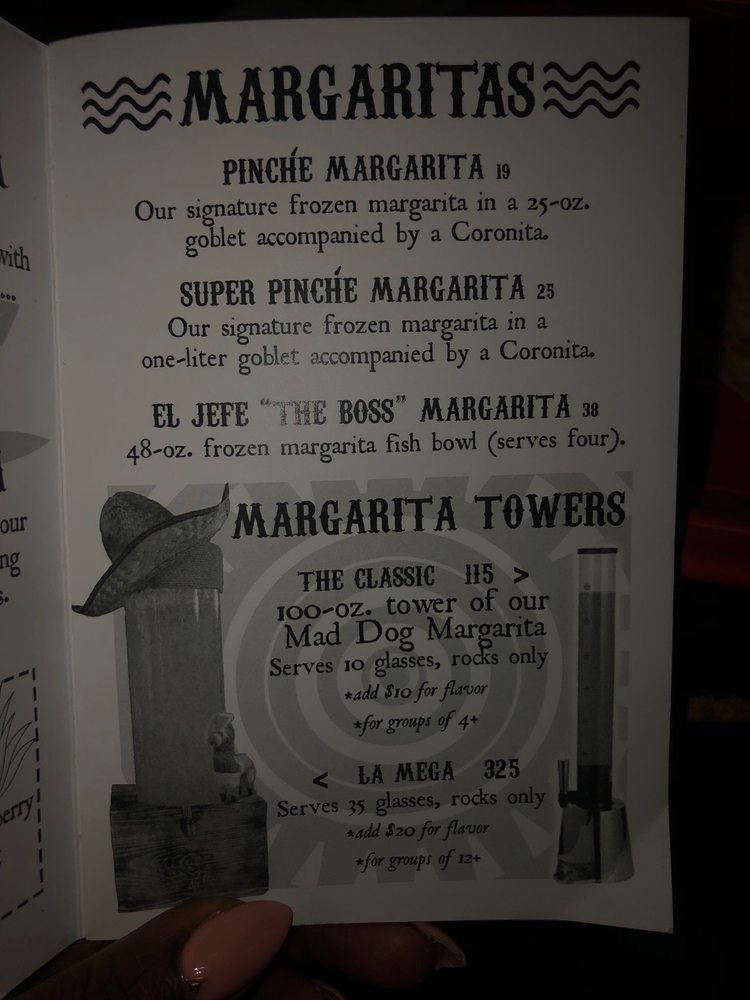 MARGARITAS
PINCHÉ MARGARITA 19
Our signature frozen margarita in a 25-oz.
goblet accompanied by a Coronita.
SUPER PINCHÉ MARGARITA 25
Our signature frozen margarita in a
one-liter goblet accompanied by a Coronita.
EL JEFE “THE BOSS” MARGARITA 38
48-oz. frozen margarita fish bowl (serves four).
MARGARITA TOWERS
THE CLASSIC 115 >
100-oz. tower of our
Mad Dog Margarita
Serves 10 glasses, rocks only
*add $10 for flavor
*for groups of 4+
< LA MEGA 325
Serves 35 glasses, rocks only
*add $20 for flavor
*for groups of 12+
with
...
our